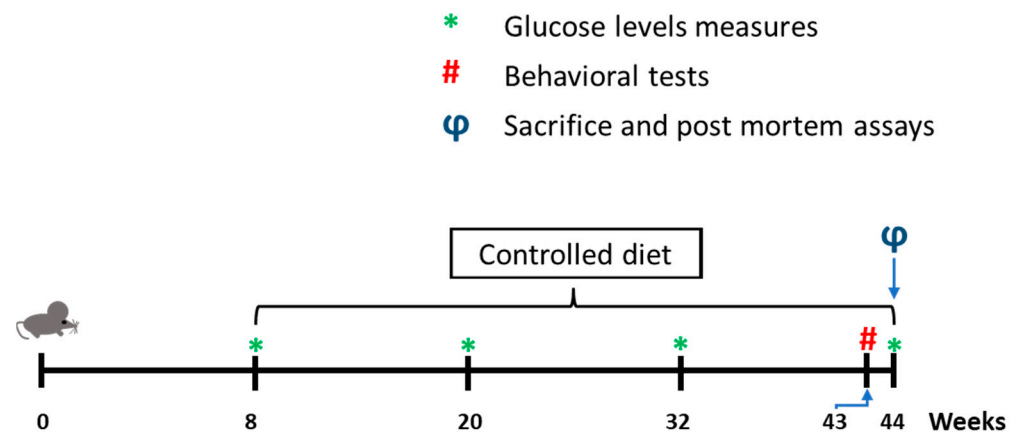 * Glucose levels measures
# Behavioral tests
φ Sacrifice and post mortem assays
φ
Controlled diet
* * * # *
0 8 20 32 43 44 Weeks